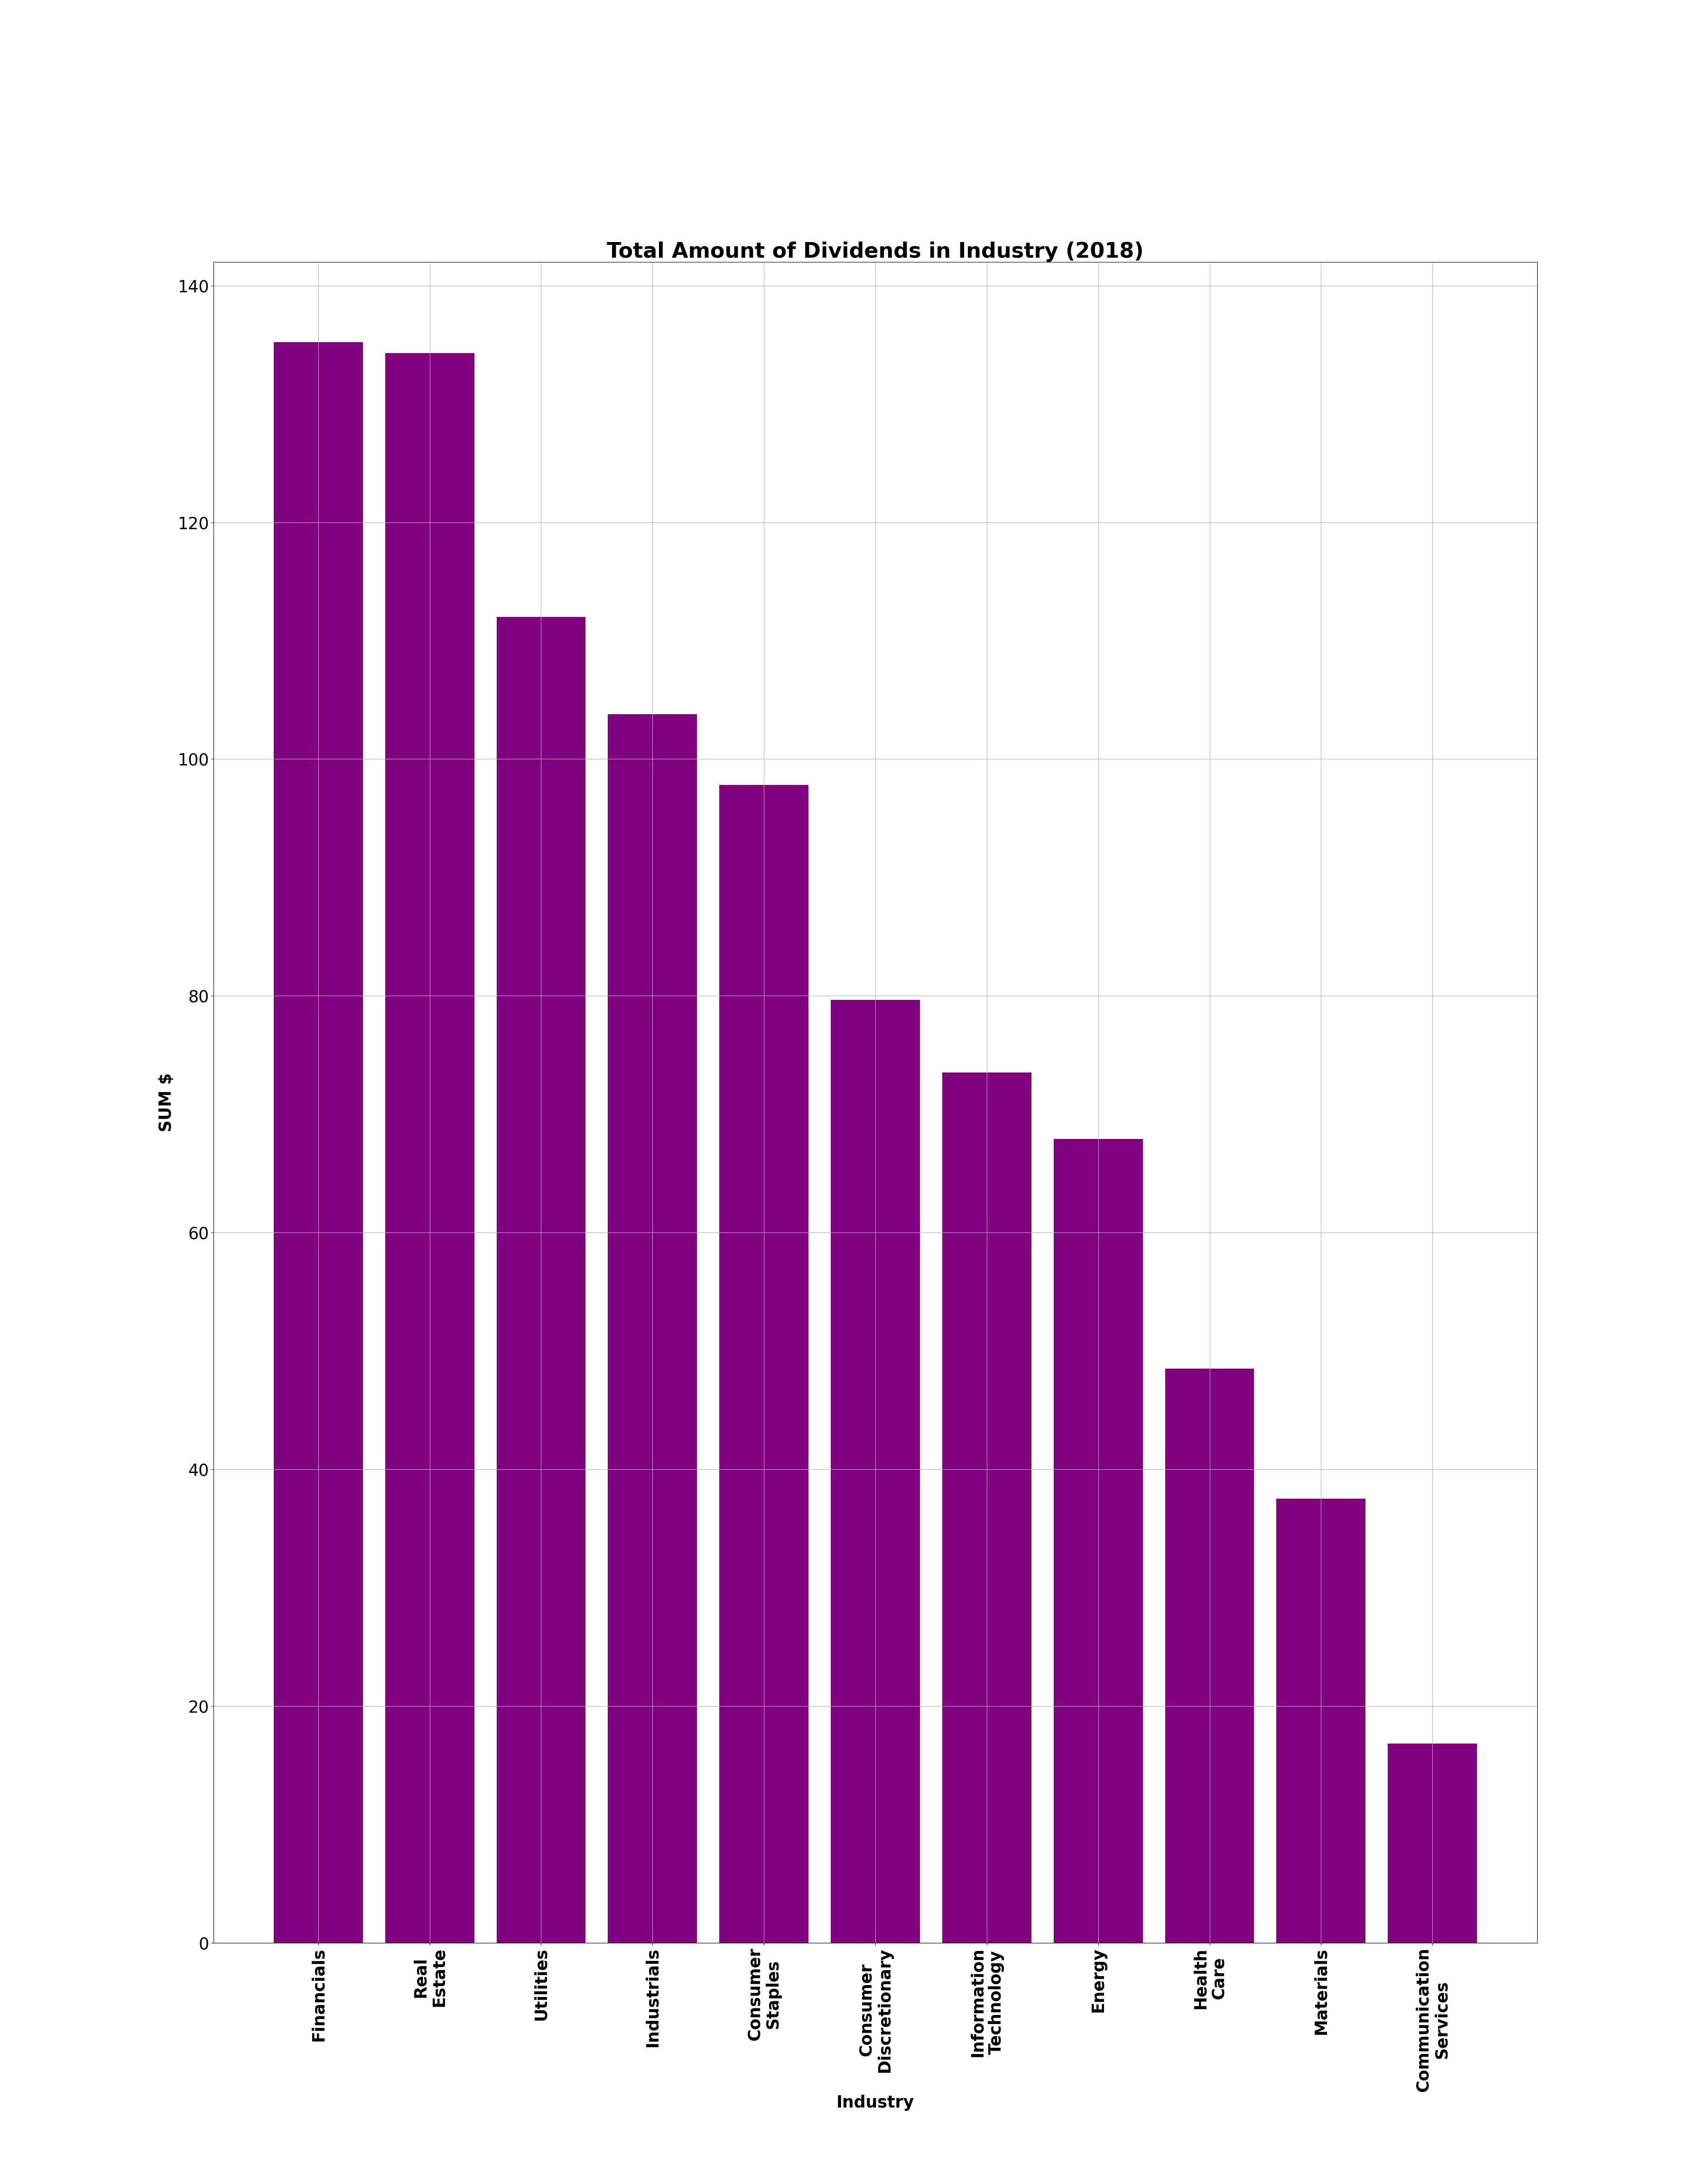 Total Amount of Dividends in Industry (2018)
140
120
100
80
60
40
20
0
SUM $
Financials
Real
Estate
Utilities
Industrials
Consumer
Staples
Consumer
Discretionary
Information
Technology
Energy
Health
Care
Materials
Communication
Services
Industry